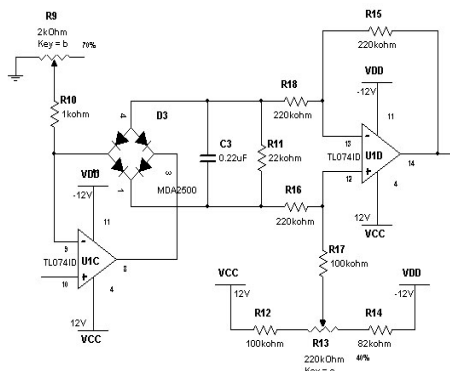 R9
2kOhm
Key = b
70%
R10
1kohm
D3
4
3
1
MDA2500
C3
0.22uF
R11
22kohm
R18
220kohm
R16
220kohm
R15
220kohm
VDD
-12V
11
13
TL074ID
U1D
14
12
4
12V
VCC
VDD
-12V
11
9
TL074ID
U1C
8
10
4
12V
VCC
R17
100kohm
VCC
12V
R12
100kohm
R13
220kOhm
40%
R14
82kohm
VDD
-12V